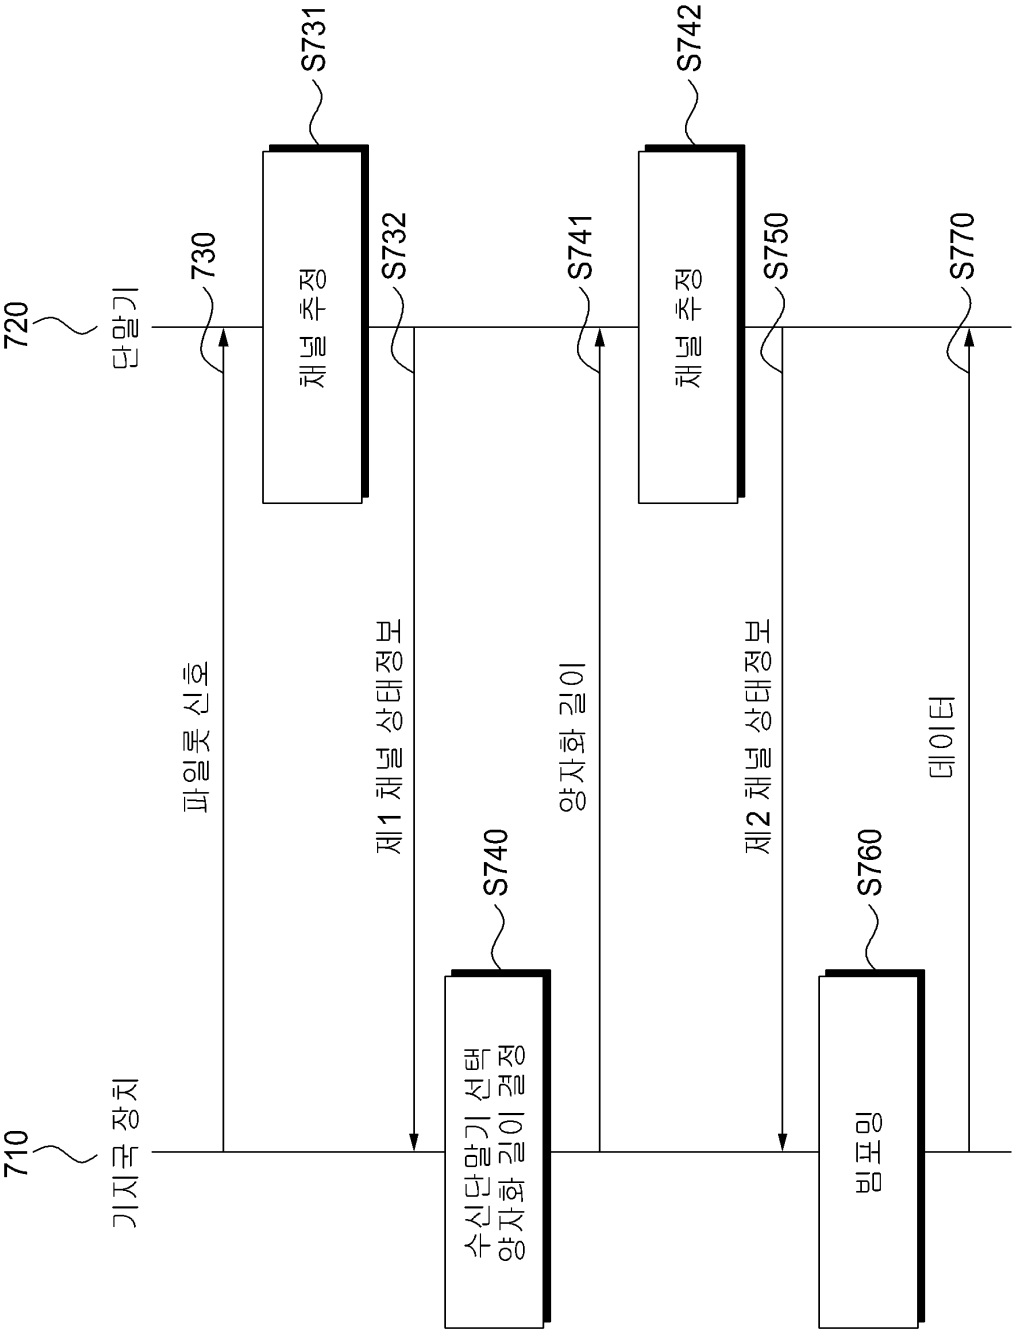 710
기지국 장치
720
단말기
파일롯 신호
730
채널 추정
S731
제1 채널 상태정보
S732
수신단말기 선택
양자화 길이 결정
S740
양자화 길이
S741
채널 추정
S742
제2 채널 상태정보
S750
빔포밍
S760
데이터
S770